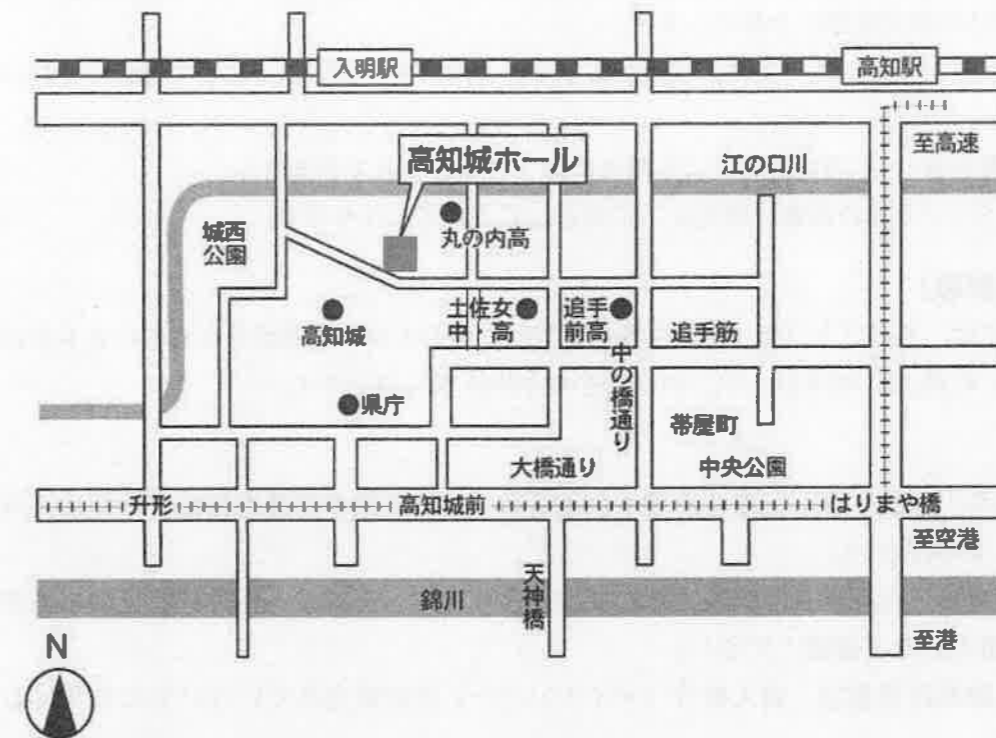 入明駅
高知駅
至高速
高知城ホール
江の口川
城西
公園
丸の内高
高知城
土佐女
中・高
追手
前高
追手筋
中の橋通り
県庁
帯屋町
大橋通り
中央公園
升形
高知城前
はりまや橋
至空港
天神橋
錦川
至港
N